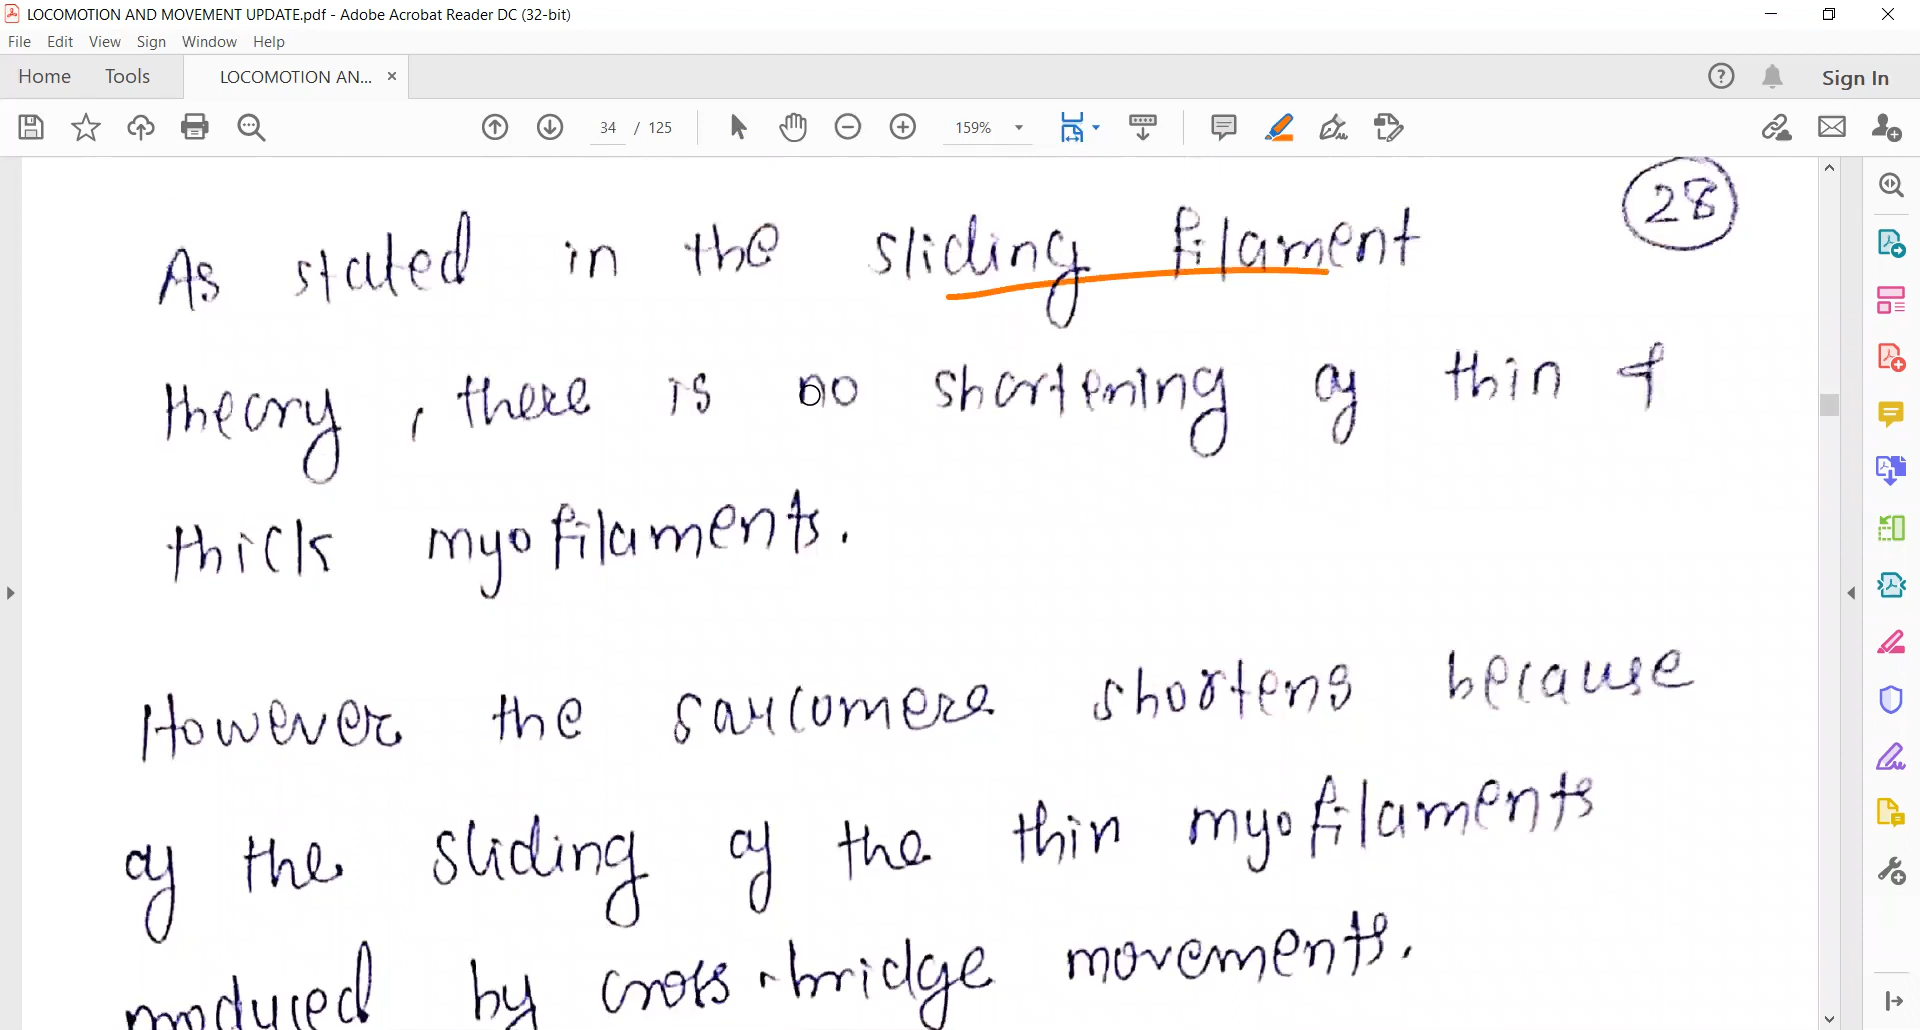 LOCOMOTION AND MOVEMENT UPDATE.pdf - Adobe Acrobat Reader DC (32-bit)
File Edit View Sign Window Help
Home Tools LOCOMOTION AN... × Sign In
34 / 125 159%
28
As stated in the sliding filament
theory, there is no shortening of thin &
thick myofilaments.
However the sarcomere shortens because
of the sliding of the thin myofilaments
produced by cross-bridge movements.